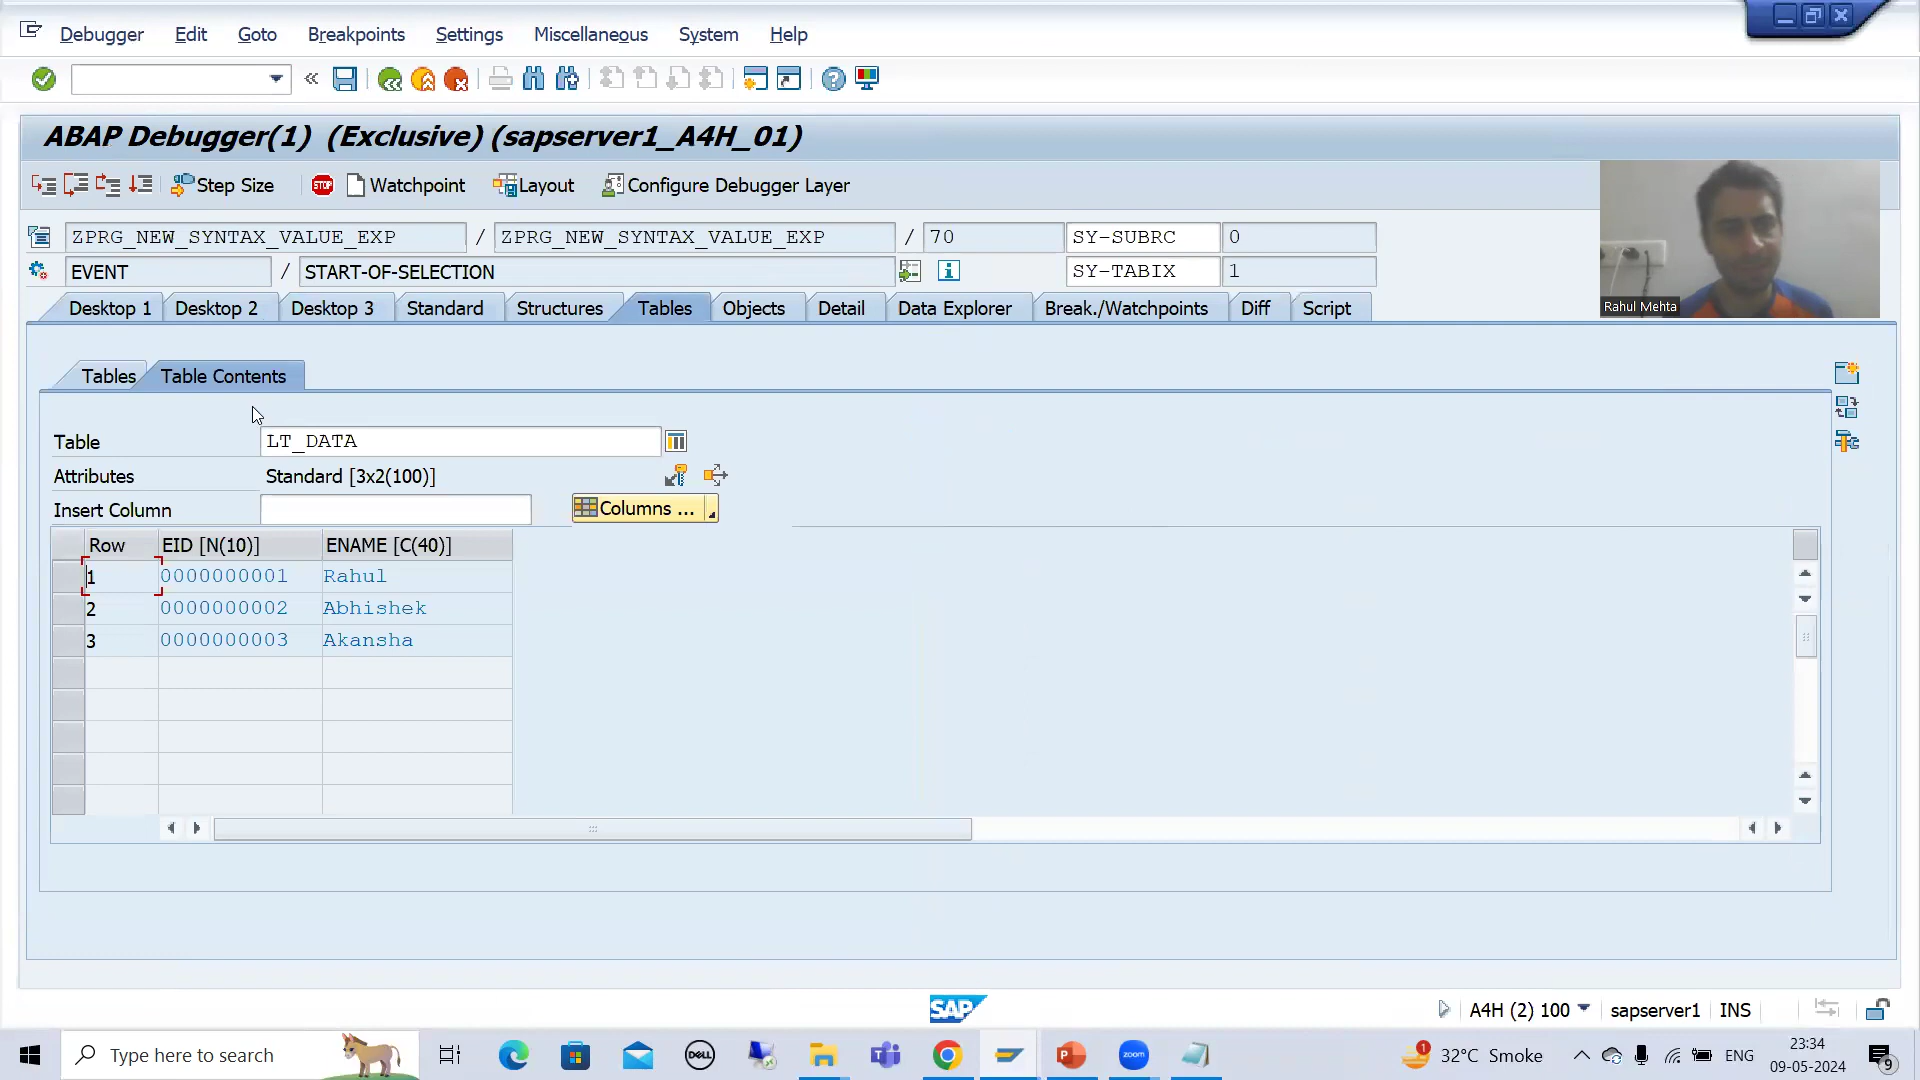 Debugger Edit Goto Breakpoints Settings Miscellaneous System Help
ABAP Debugger(1) (Exclusive) (sapserver1_A4H_01)
Step Size STOP Watchpoint Layout Configure Debugger Layer
ZPRG_NEW_SYNTAX_VALUE_EXP / ZPRG_NEW_SYNTAX_VALUE_EXP / 70 SY-SUBRC 0
EVENT / START-OF-SELECTION SY-TABIX 1
Rahul Mehta
Desktop 1 Desktop 2 Desktop 3 Standard Structures Tables Objects Detail Data Explorer Break./Watchpoints Diff Script
Tables Table Contents
Table LT_DATA
Attributes Standard [3x2(100)]
Insert Column Columns ...
Row EID [N(10)] ENAME [C(40)]
1 0000000001 Rahul
2 0000000002 Abhishek
3 0000000003 Akansha
SAP A4H (2) 100 sapserver1 INS
Type here to search DELL zoom 1 32°C Smoke ENG 23:34
09-05-2024 9